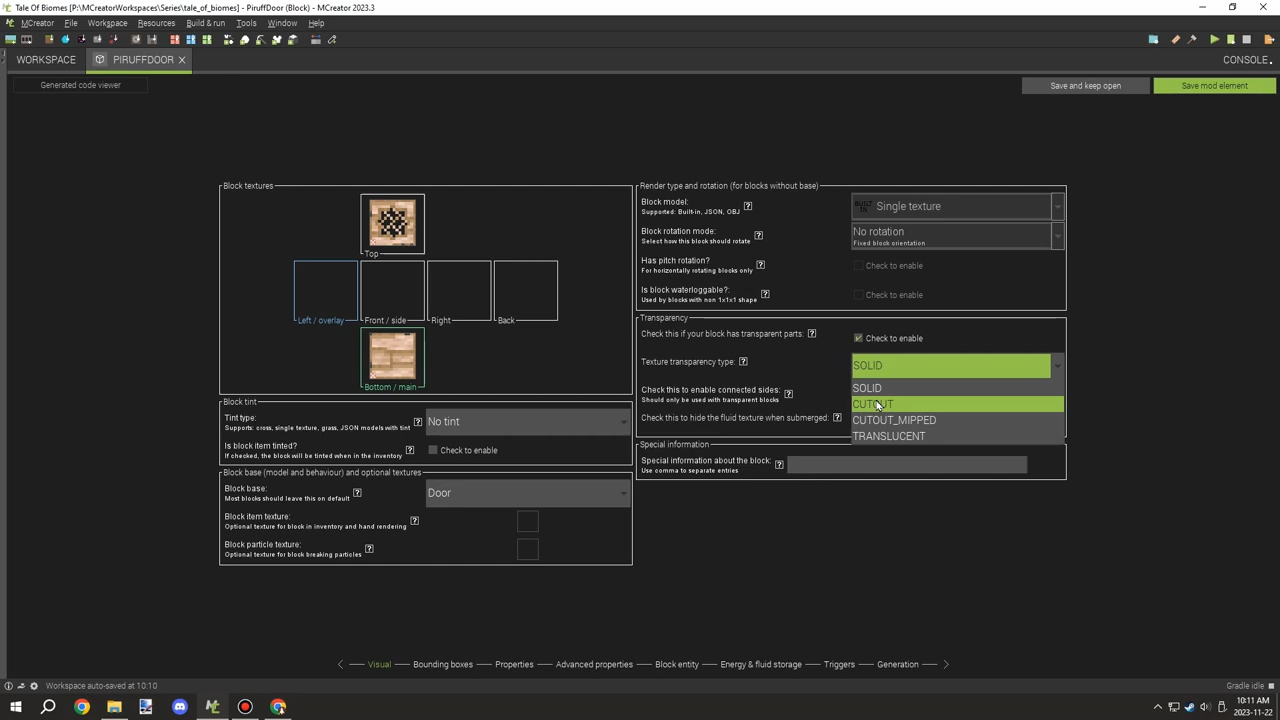 Tale Of Biomes [P:\MCreatorWorkspaces\Series\tale_of_biomes] - PiruffDoor (Block) - MCreator 2023.3
MCreator File Workspace Resources Build & run Tools Window Help
WORKSPACE PIRUFFDOOR CONSOLE
Generated code viewer Save and keep open Save mod element
Block textures
Top
Left / overlay Front / side Right Back
Bottom / main
Block tint
Tint type: ?
Supports: cross, single texture, grass, JSON models with tint
No tint
Is block item tinted? ?
If checked, the block will be tinted when in the inventory
Check to enable
Block base (model and behaviour) and optional textures
Block base: ?
Most blocks should leave this on default
Door
Block item texture: ?
Optional texture for block in inventory and hand rendering
Block particle texture: ?
Optional texture for block breaking particles
Render type and rotation (for blocks without base)
Block model: ?
Supported: Built-in, JSON, OBJ
BUILT IN Single texture
Block rotation mode: ?
Select how this block should rotate
No rotation
Fixed block orientation
Has pitch rotation? ?
For horizontally rotating blocks only
Check to enable
Is block waterloggable?: ?
Used by blocks with non 1x1x1 shape
Check to enable
Transparency
Check this if your block has transparent parts: ? Check to enable
Texture transparency type: ? SOLID
SOLID
CUTOUT
CUTOUT_MIPPED
TRANSLUCENT
Check this to enable connected sides: ?
Should only be used with transparent blocks
Check this to hide the fluid texture when submerged: ?
Special information
Special information about the block: ?
Use comma to separate entries
Visual Bounding boxes Properties Advanced properties Block entity Energy & fluid storage Triggers Generation
Workspace auto-saved at 10:10 Gradle idle
10:11 AM
2023-11-22